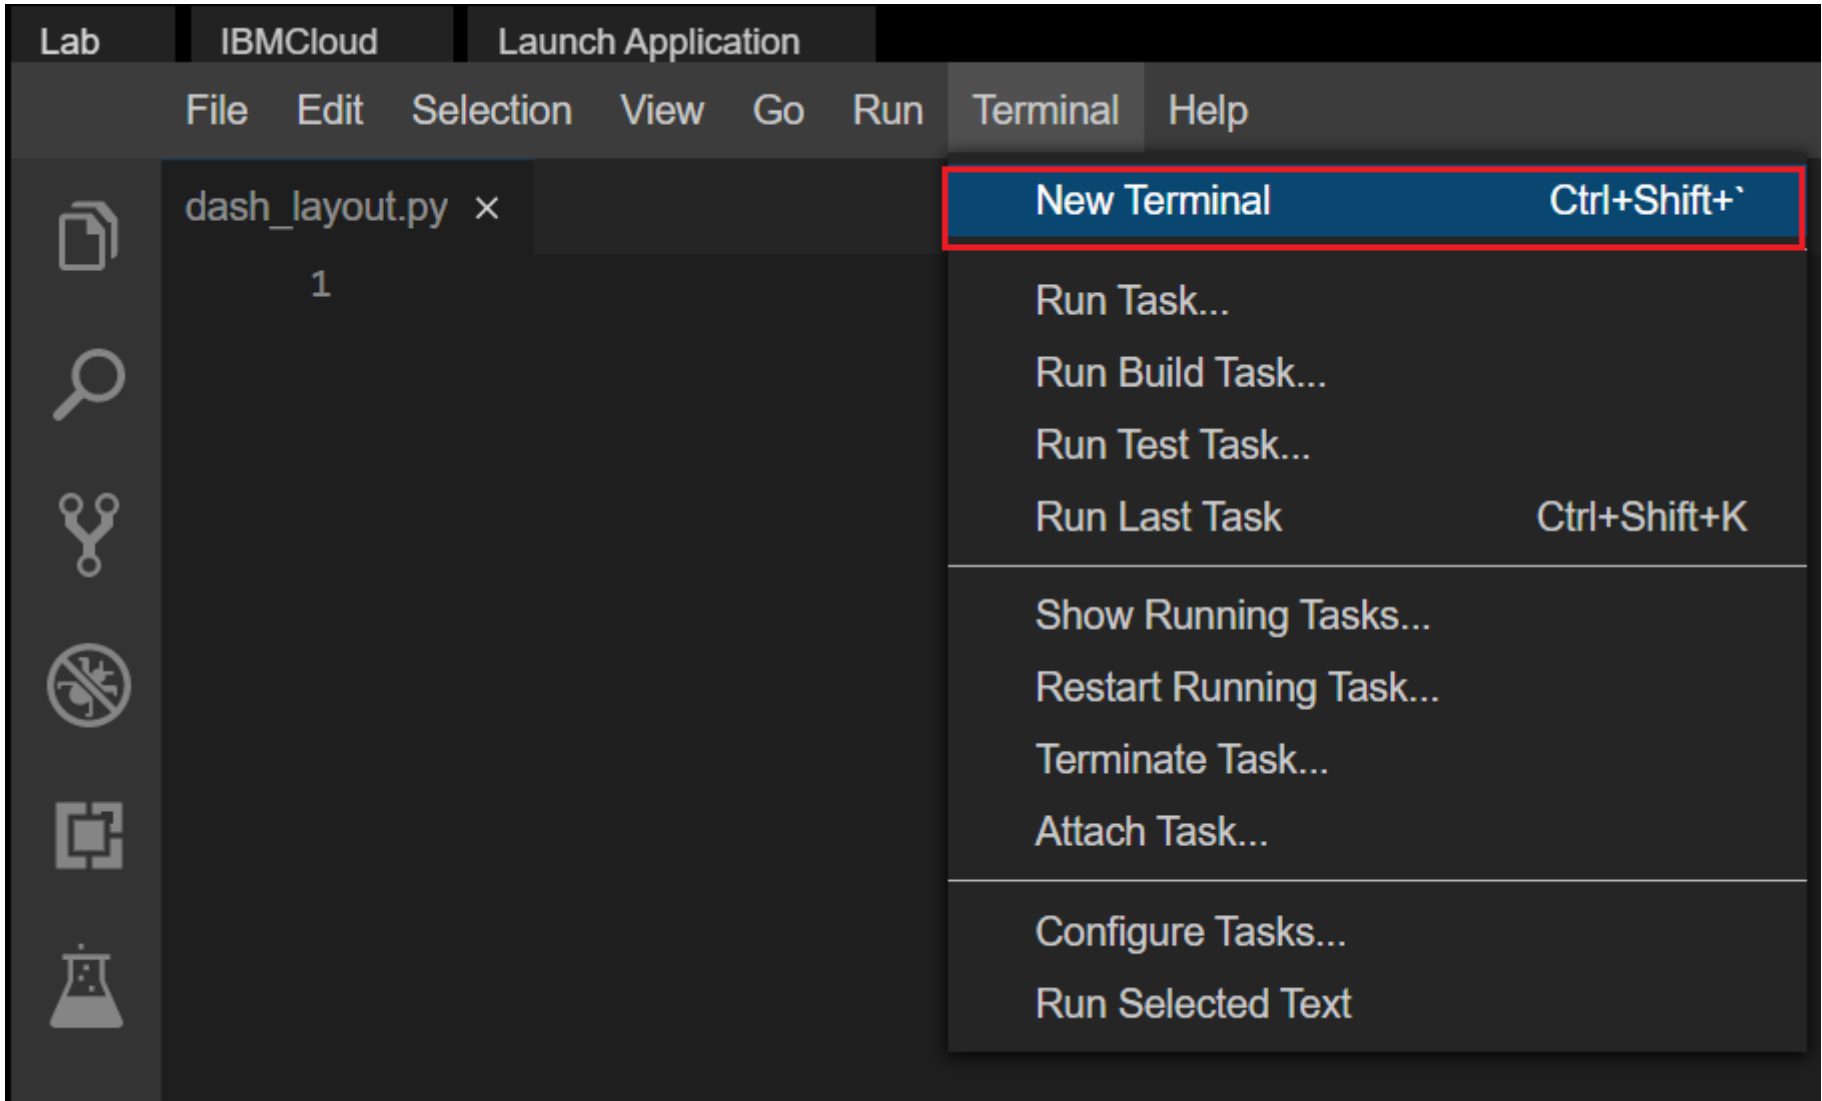 Lab IBMCloud Launch Application
File Edit Selection View Go Run Terminal Help
dash_layout.py ×
1
New Terminal Ctrl+Shift+`
Run Task...
Run Build Task...
Run Test Task...
Run Last Task Ctrl+Shift+K
Show Running Tasks...
Restart Running Task...
Terminate Task...
Attach Task...
Configure Tasks...
Run Selected Text